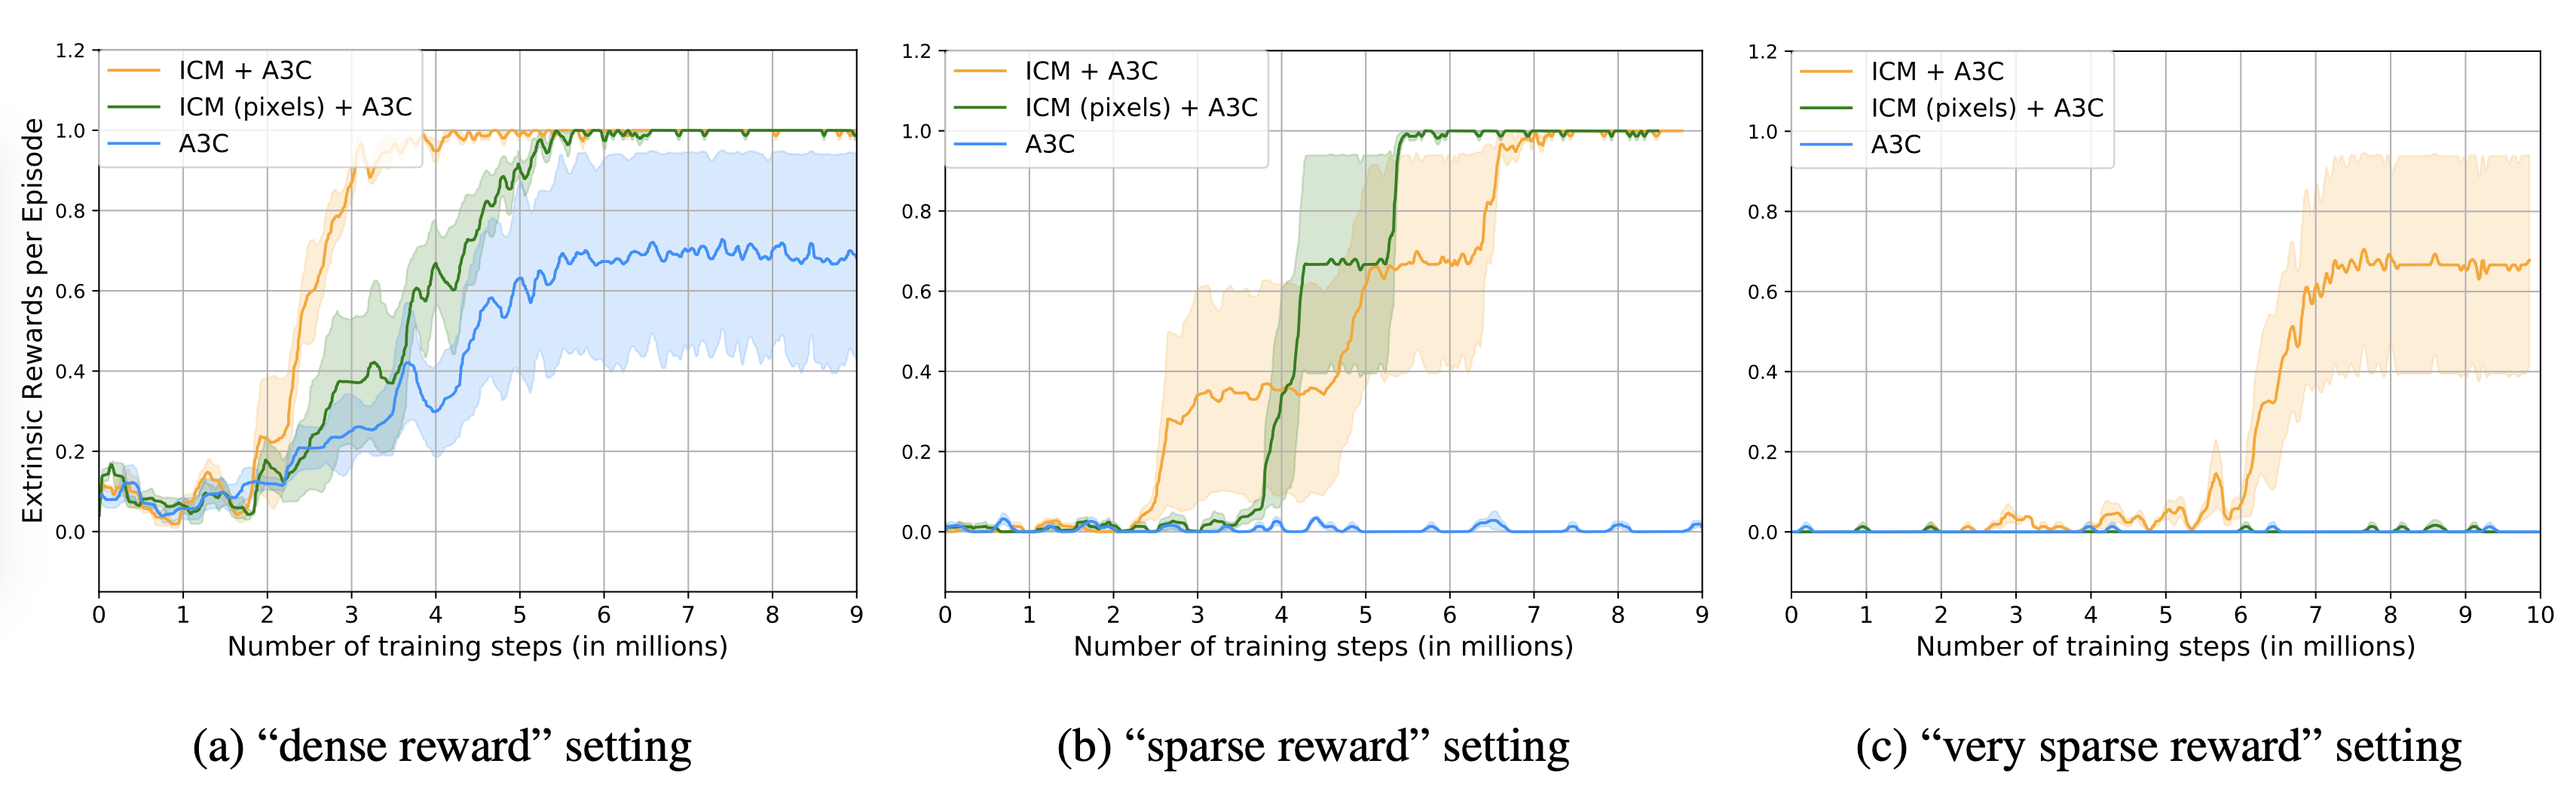 Extrinsic Rewards per Episode
1.2
1.0
0.8
0.6
0.4
0.2
0.0
ICM + A3C
ICM (pixels) + A3C
A3C
0 1 2 3 4 5 6 7 8 9
Number of training steps (in millions)
(a) “dense reward” setting
1.2
1.0
0.8
0.6
0.4
0.2
0.0
ICM + A3C
ICM (pixels) + A3C
A3C
0 1 2 3 4 5 6 7 8 9
Number of training steps (in millions)
(b) “sparse reward” setting
1.2
1.0
0.8
0.6
0.4
0.2
0.0
ICM + A3C
ICM (pixels) + A3C
A3C
0 1 2 3 4 5 6 7 8 9 10
Number of training steps (in millions)
(c) “very sparse reward” setting